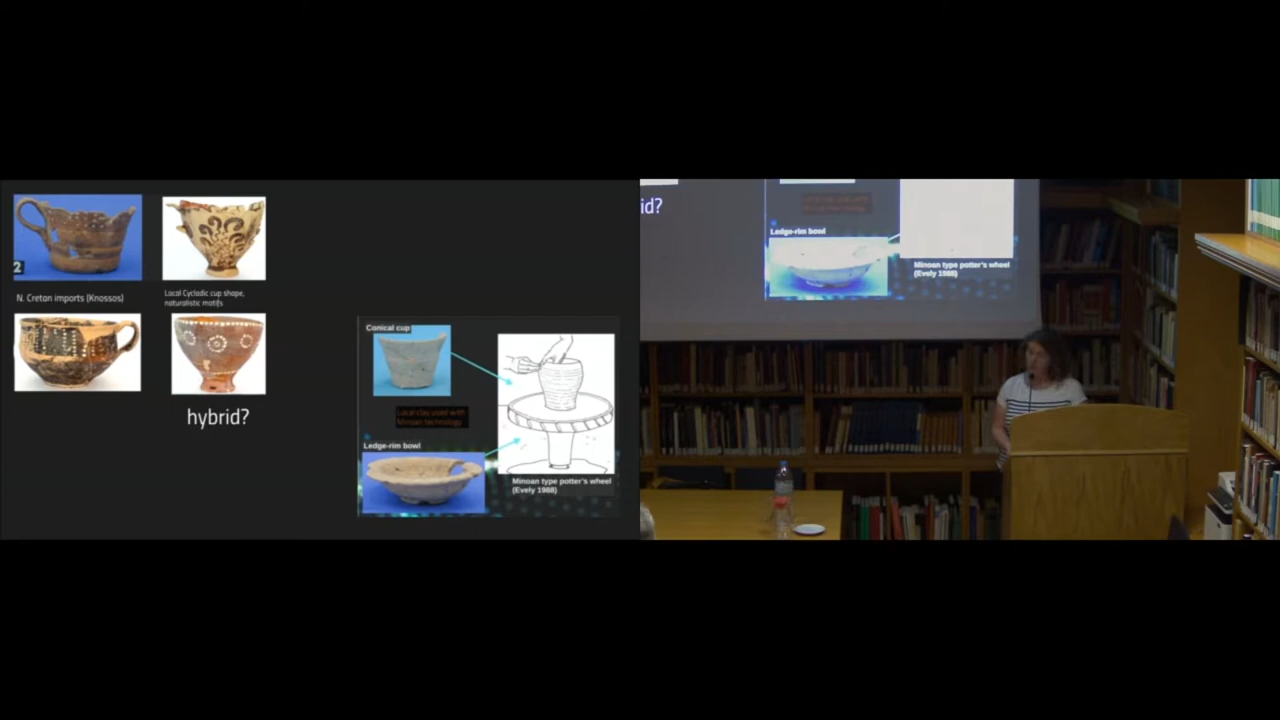 2
N. Cretan imports (Knossos)
Local Cycladic cup shape,
naturalistic motifs
hybrid?
Conical cup
Local clay used with
Minoan technology
Ledge-rim bowl
Minoan type potter's wheel
(Evely 1988)
id?
Ledge-rim bowl
Minoan type potter's wheel
(Evely 1988)